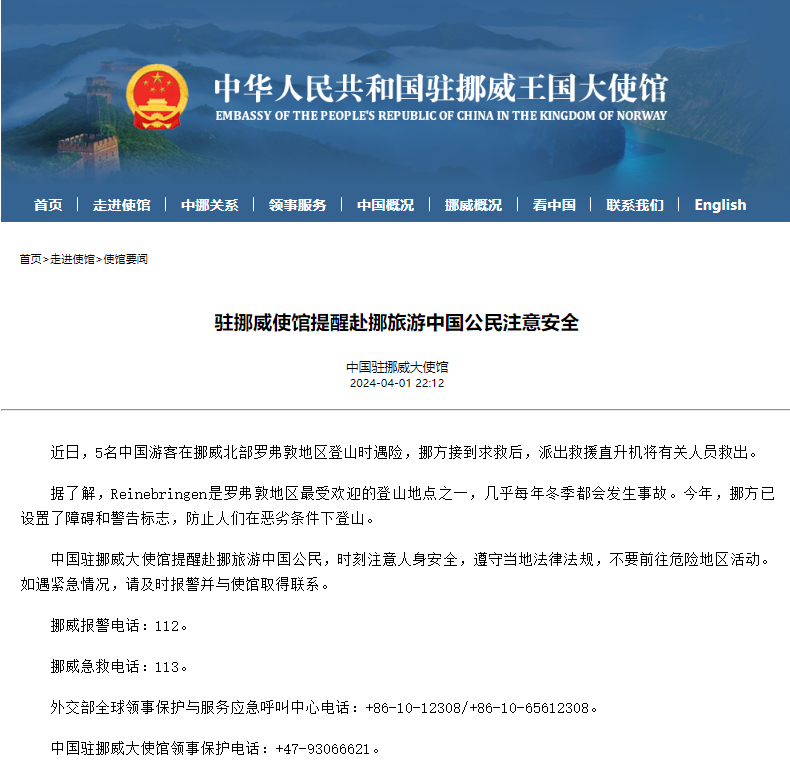 中华人民共和国驻挪威王国大使馆
EMBASSY OF THE PEOPLE'S REPUBLIC OF CHINA IN THE KINGDOM OF NORWAY
首页 | 走进使馆 | 中挪关系 | 领事服务 | 中国概况 | 挪威概况 | 看中国 | 联系我们 | English
首页>走进使馆>使馆要闻
驻挪威使馆提醒赴挪旅游中国公民注意安全
中国驻挪威大使馆
2024-04-01 22:12
近日，5名中国游客在挪威北部罗弗敦地区登山时遇险，挪方接到求救后，派出救援直升机将有关人员救出。
据了解，Reinebringen是罗弗敦地区最受欢迎的登山地点之一，几乎每年冬季都会发生事故。今年，挪方已
设置了障碍和警告标志，防止人们在恶劣条件下登山。
中国驻挪威大使馆提醒赴挪旅游中国公民，时刻注意人身安全，遵守当地法律法规，不要前往危险地区活动。
如遇紧急情况，请及时报警并与使馆取得联系。
挪威报警电话：112。
挪威急救电话：113。
外交部全球领事保护与服务应急呼叫中心电话：+86-10-12308/+86-10-65612308。
中国驻挪威大使馆领事保护电话：+47-93066621。